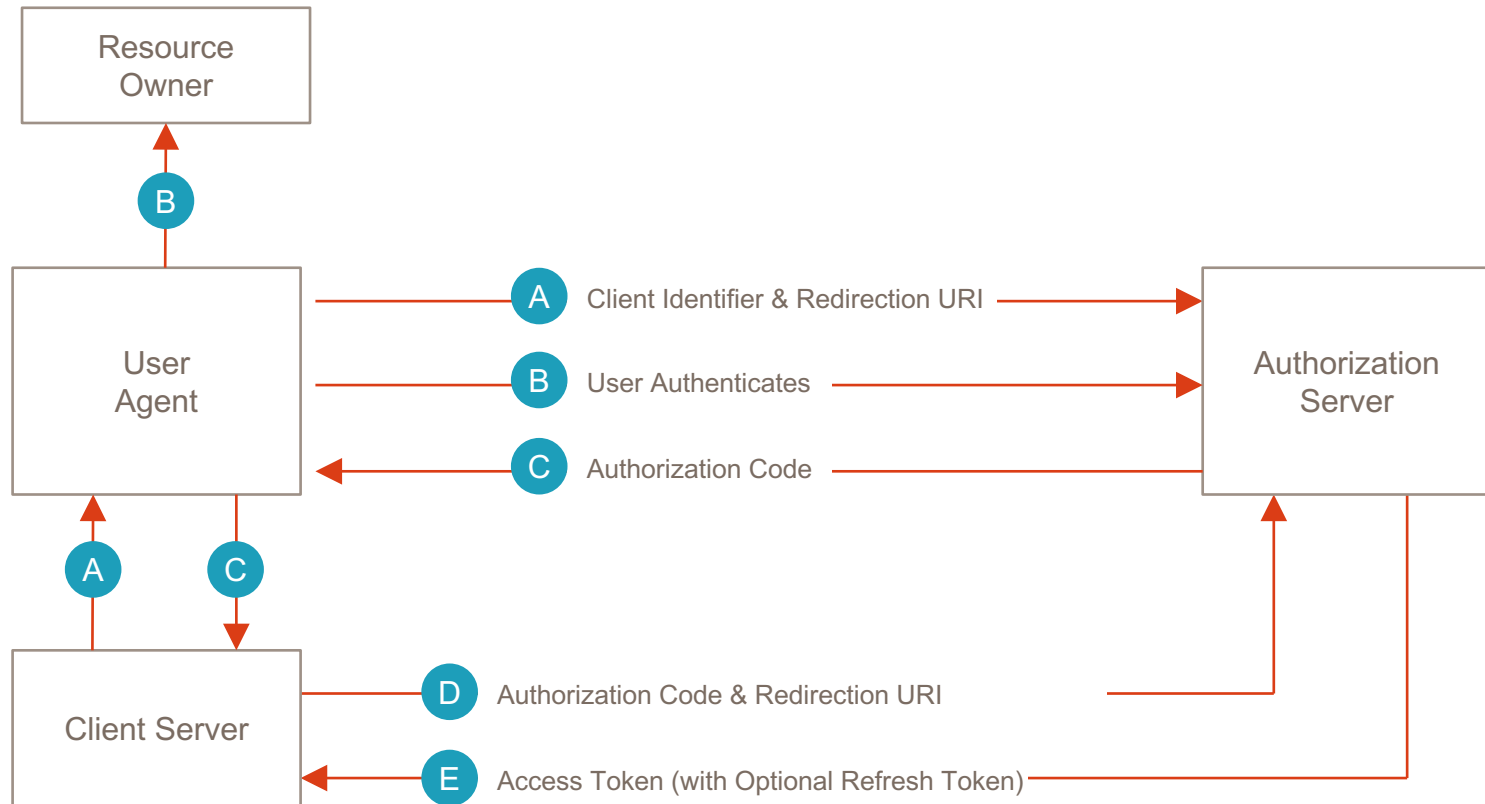 Resource
Owner
B
A Client Identifier & Redirection URI
User
Agent
B User Authenticates
Authorization
Server
C Authorization Code
A
C
D Authorization Code & Redirection URI
Client Server
E Access Token (with Optional Refresh Token)